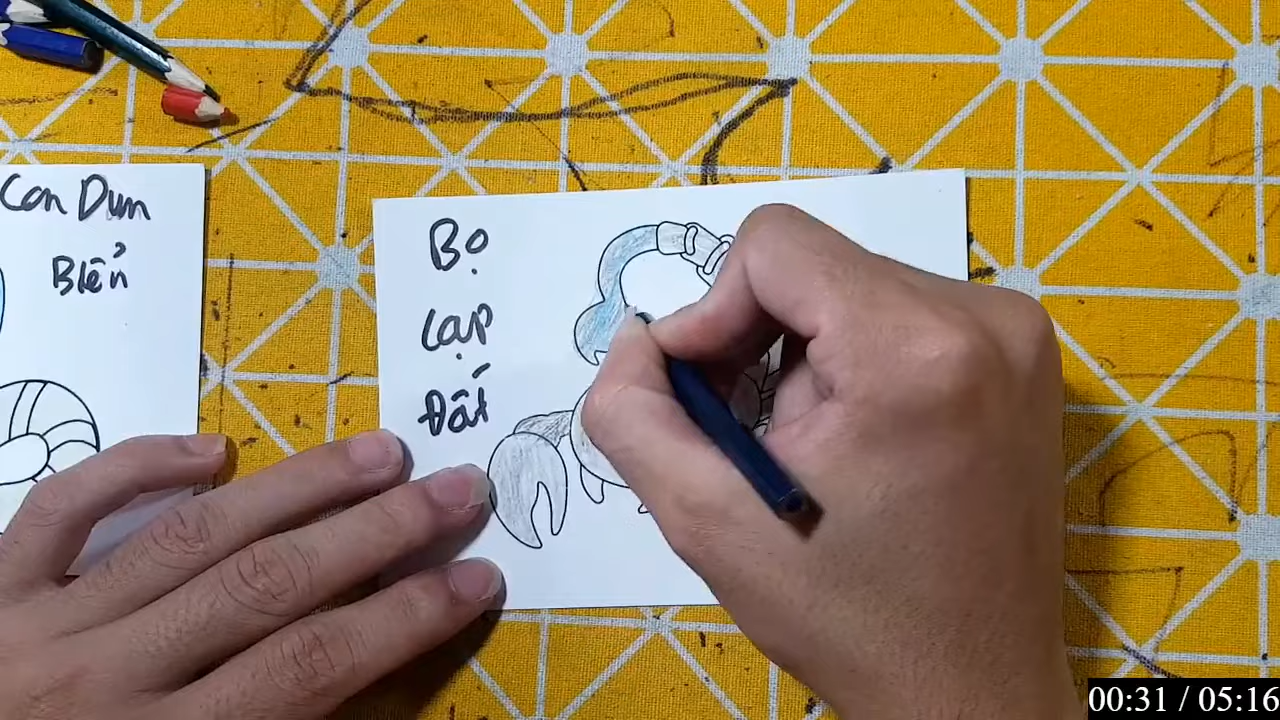 Con Dun
Biển
Bọ
Cạp
Đất
00:31 / 05:16